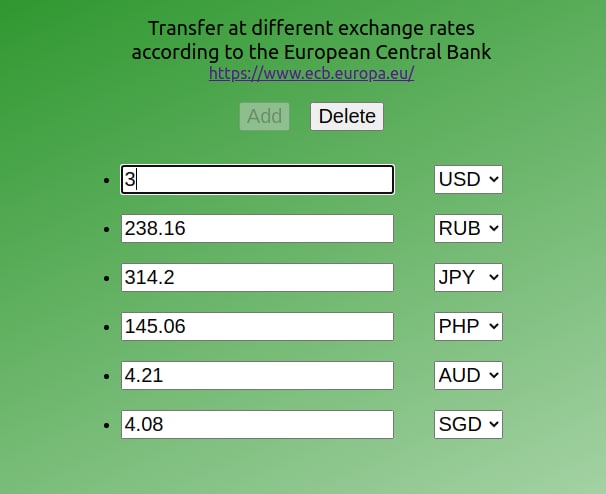 Transfer at different exchange rates
according to the European Central Bank
https://www.ecb.europa.eu/
Add Delete
3 USD
238.16 RUB
314.2 JPY
145.06 PHP
4.21 AUD
4.08 SGD